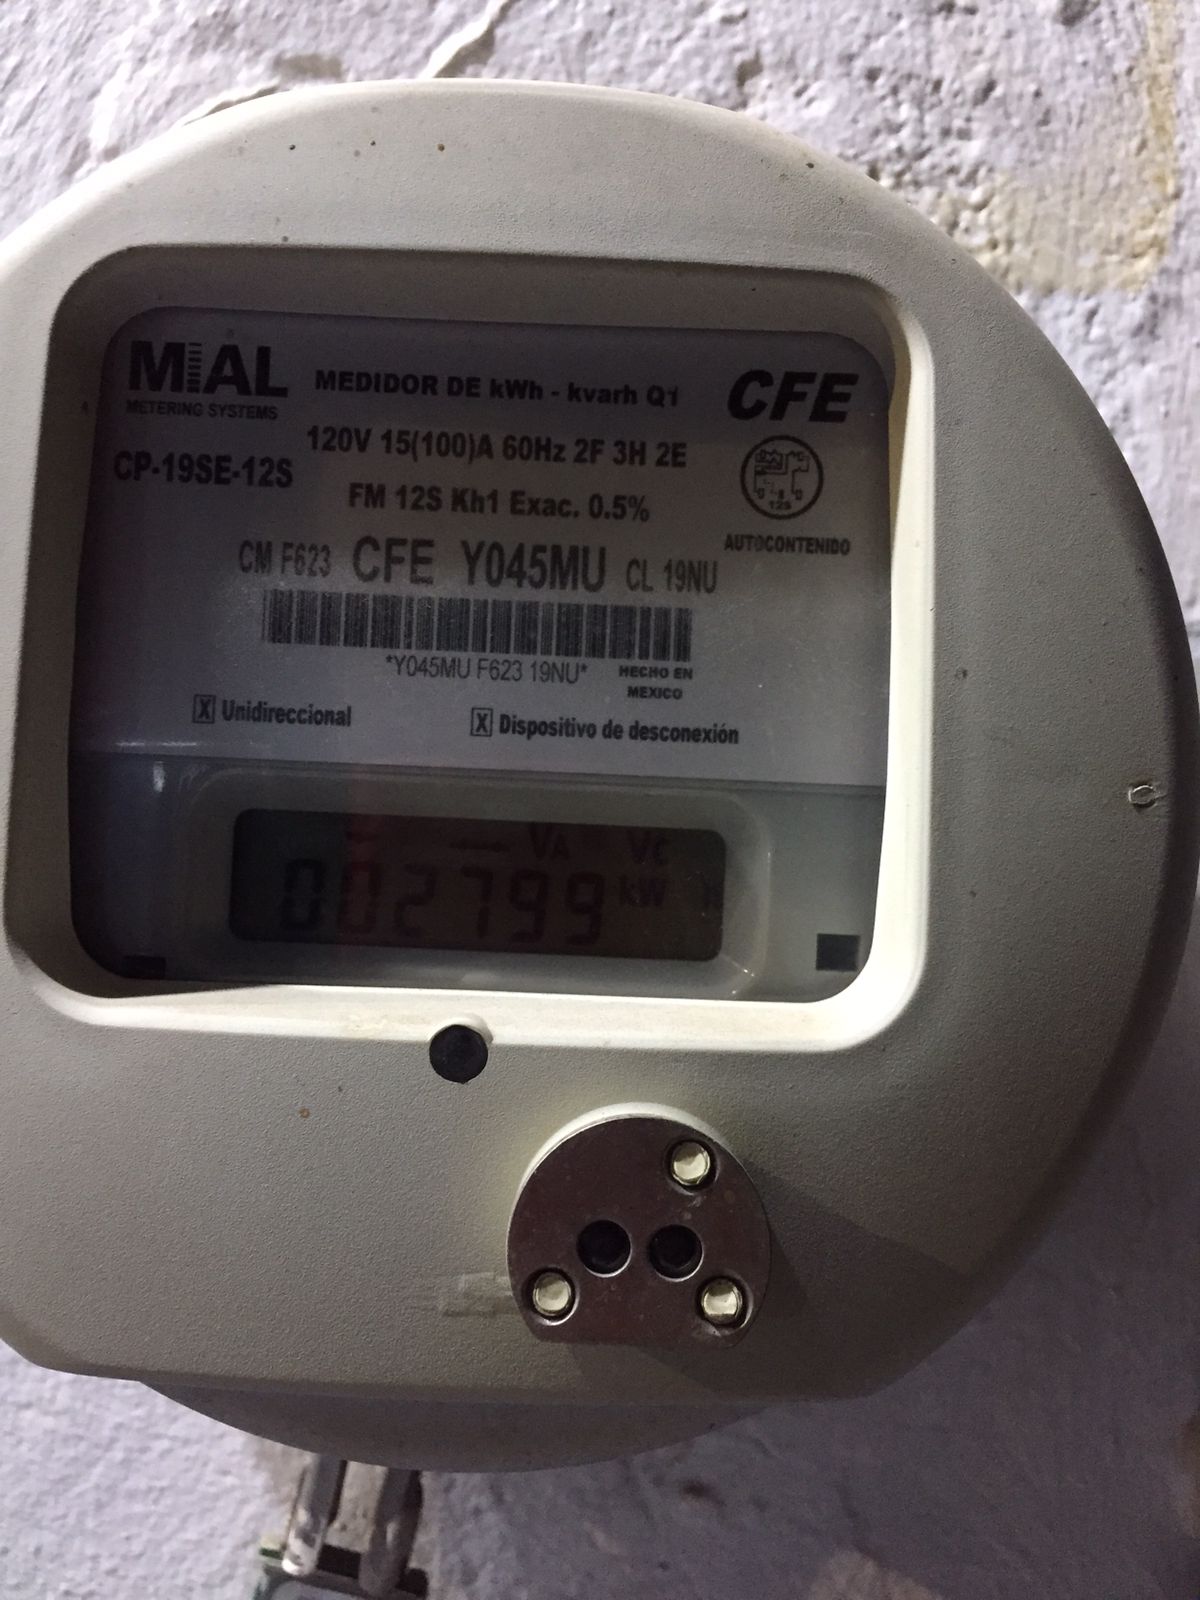 MIAL
METERING SYSTEMS
MEDIDOR DE kWh - kvarh Q1
CFE
120V 15(100)A 60Hz 2F 3H 2E
CP-19SE-12S
FM 12S Kh1 Exac. 0.5%
12S
AUTOCONTENIDO
CM F623 CFE Y045MU CL 19NU
*Y045MU F623 19NU*
HECHO EN
MEXICO
X Unidireccional
X Dispositivo de desconexión
VA VC
002799 kW